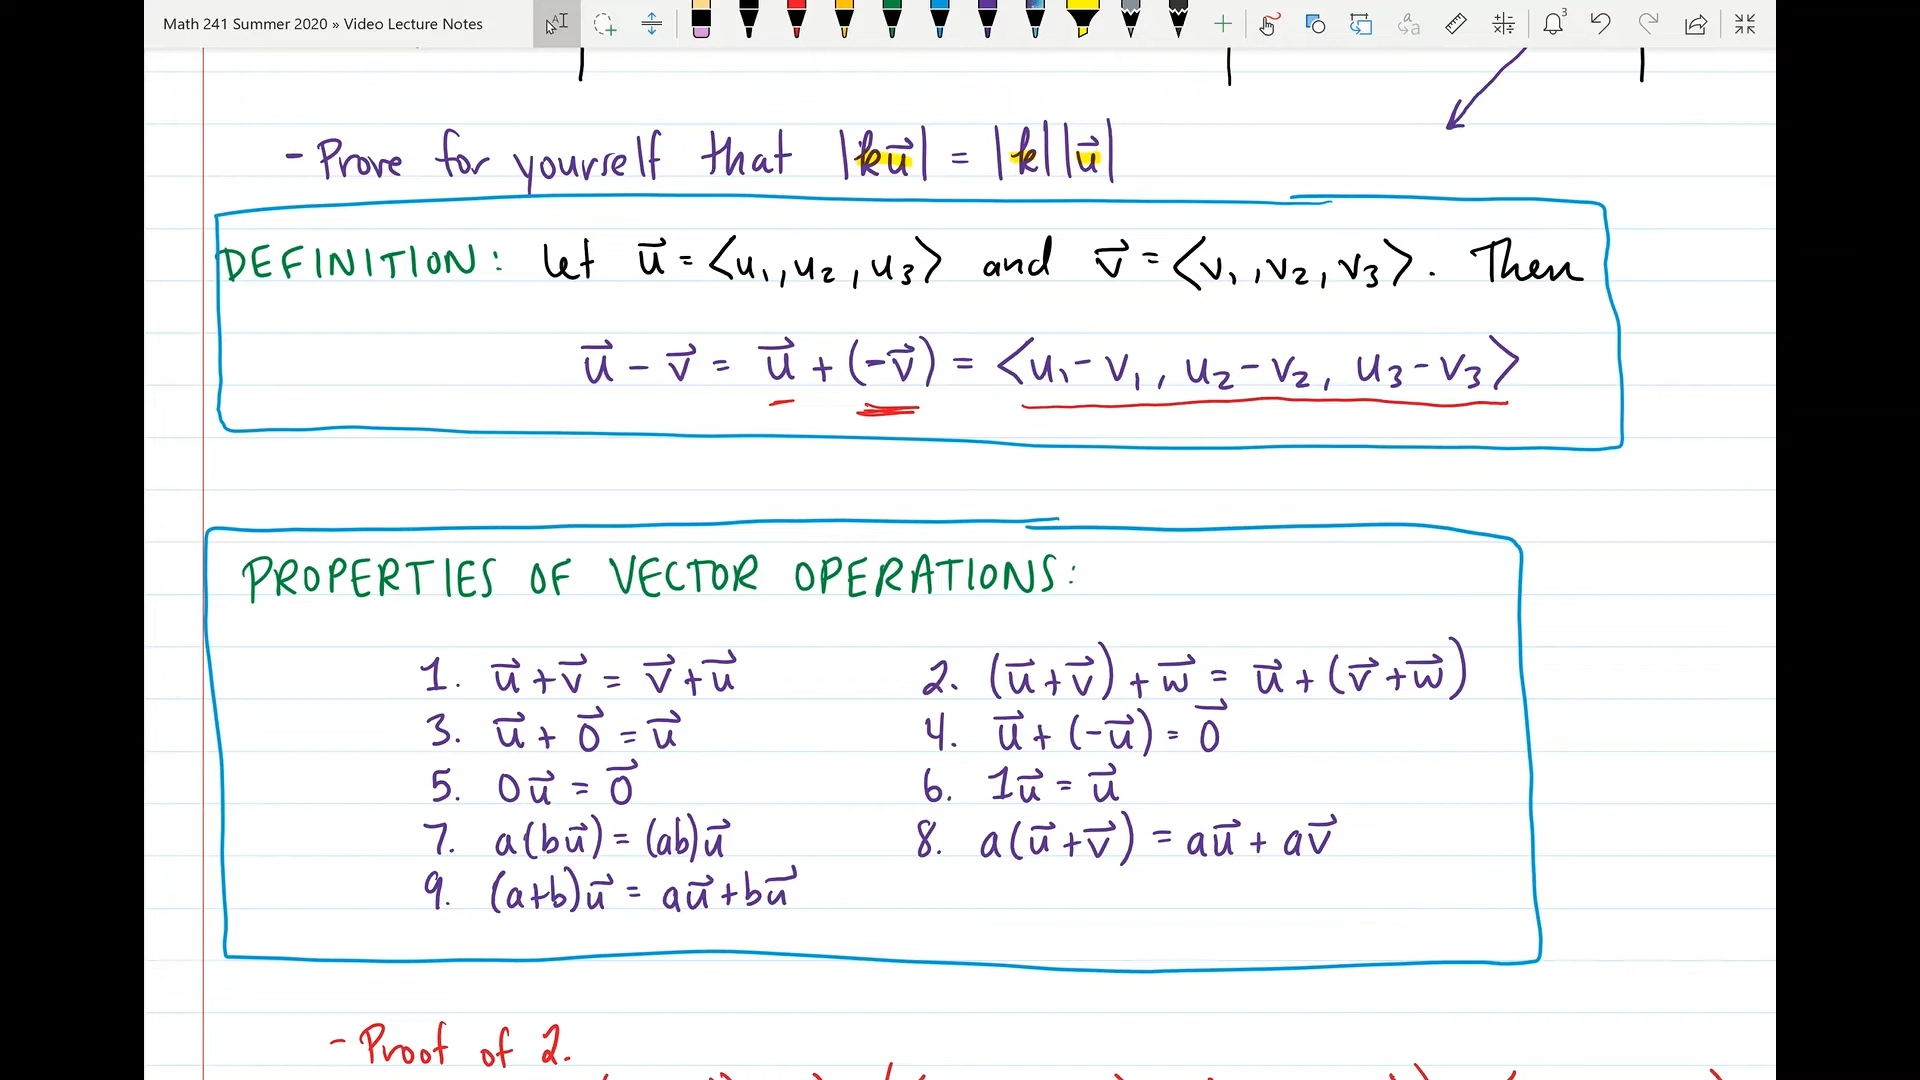 Math 241 Summer 2020 » Video Lecture Notes
- Prove for yourself that |ku⃗| = |k||u⃗|
DEFINITION: Let u⃗ = <u₁, u₂, u₃> and v⃗ = <v₁, v₂, v₃>. Then
u⃗ - v⃗ = u⃗ + (-v⃗) = <u₁-v₁, u₂-v₂, u₃-v₃>
PROPERTIES OF VECTOR OPERATIONS:
1. u⃗+v⃗ = v⃗+u⃗ 2. (u⃗+v⃗)+w⃗ = u⃗+(v⃗+w⃗)
3. u⃗+0⃗ = u⃗ 4. u⃗+(-u⃗) = 0⃗
5. 0u⃗ = 0⃗ 6. 1u⃗ = u⃗
7. a(bu⃗) = (ab)u⃗ 8. a(u⃗+v⃗) = au⃗ + av⃗
9. (a+b)u⃗ = au⃗+bu⃗
- Proof of 2.